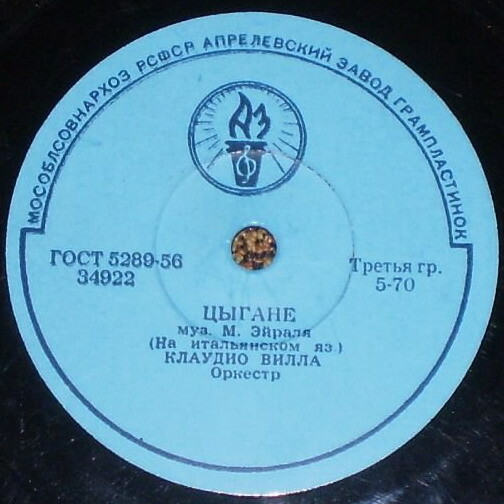 МОСОБЛСОВНАРХОЗ РСФСР АПРЕЛЕВСКИЙ ЗАВОД ГРАМПЛАСТИНОК
АЗ
ГОСТ 5289-56
34922
Третья гр.
5-70
ЦЫГАНЕ
муз. М. Эйраля
(На итальянском яз.)
КЛАУДИО ВИЛЛА
Оркестр